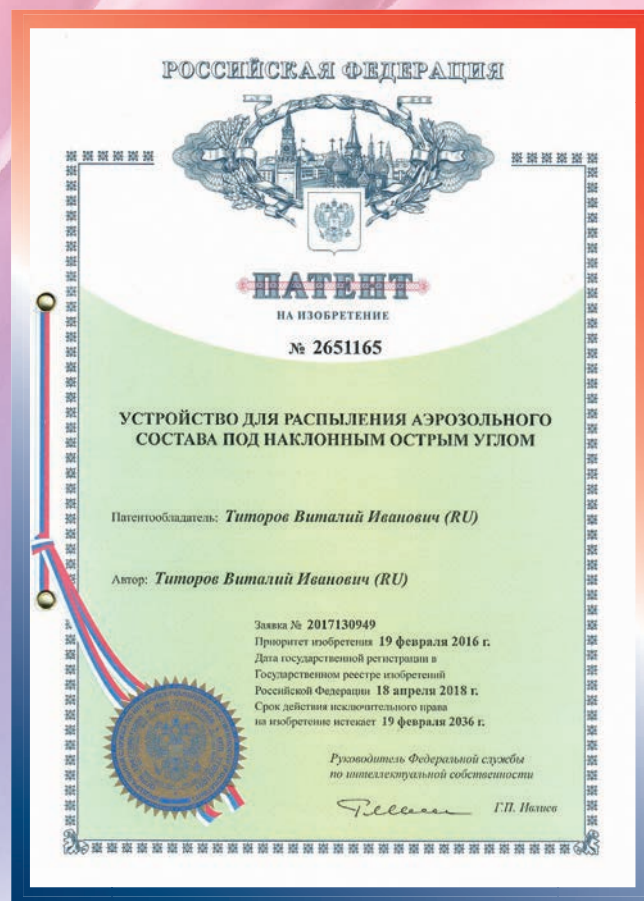 РОССИЙСКАЯ ФЕДЕРАЦИЯ
ПАТЕНТ
НА ИЗОБРЕТЕНИЕ
№ 2651165
УСТРОЙСТВО ДЛЯ РАСПЫЛЕНИЯ АЭРОЗОЛЬНОГО
СОСТАВА ПОД НАКЛОННЫМ ОСТРЫМ УГЛОМ
Патентообладатель: Титоров Виталий Иванович (RU)
Автор: Титоров Виталий Иванович (RU)
Заявка № 2017130949
Приоритет изобретения 19 февраля 2016 г.
Дата государственной регистрации в
Государственном реестре изобретений
Российской Федерации 18 апреля 2018 г.
Срок действия исключительного права
на изобретение истекает 19 февраля 2036 г.
Руководитель Федеральной службы
по интеллектуальной собственности
Г.П. Ивлиев